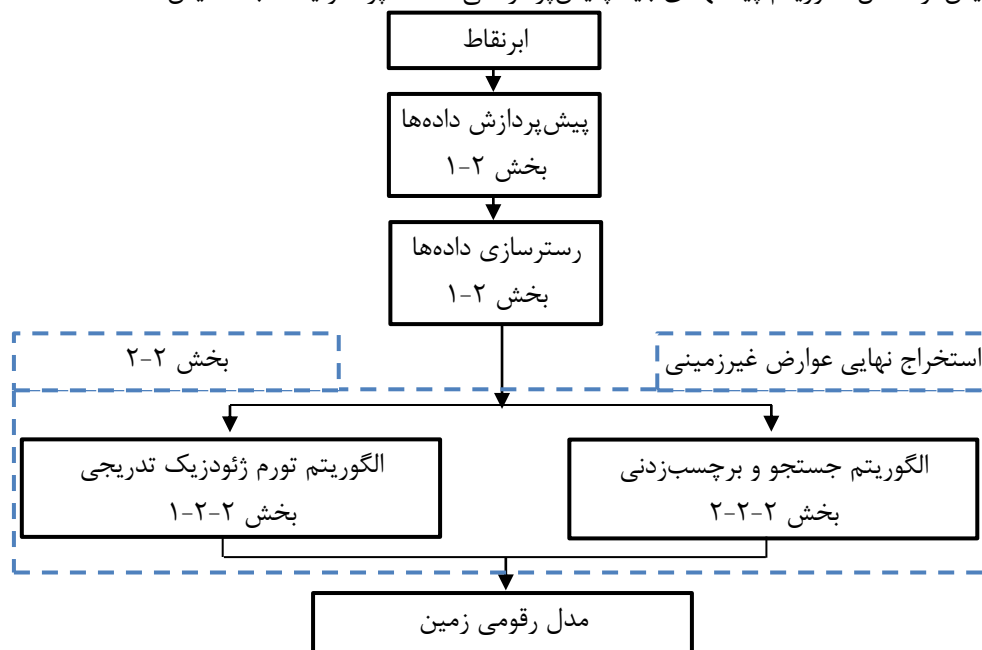 ابرنقاط
پیش‌پردازش داده‌ها
بخش ۲-۱
رسترسازی داده‌ها
بخش ۲-۱
استخراج نهایی عوارض غیرزمینی
بخش ۲-۲
الگوریتم جستجو و برچسب‌زدنی
بخش ۲-۲-۲
الگوریتم تورم ژئودزیک تدریجی
بخش ۲-۲-۱
مدل رقومی زمین